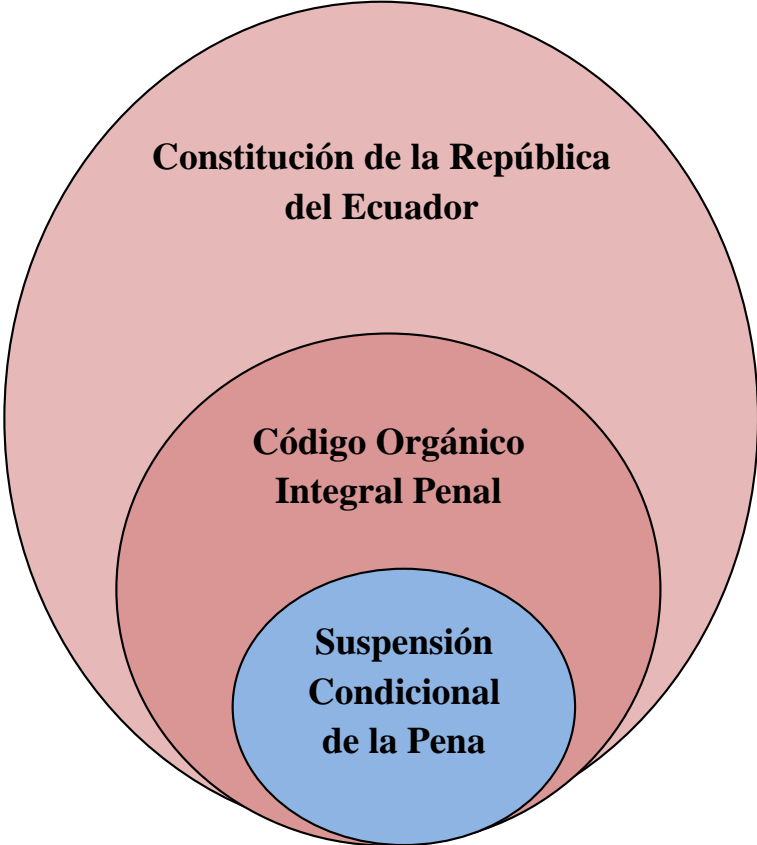 Constitución de la República
del Ecuador
Código Orgánico
Integral Penal
Suspensión
Condicional
de la Pena